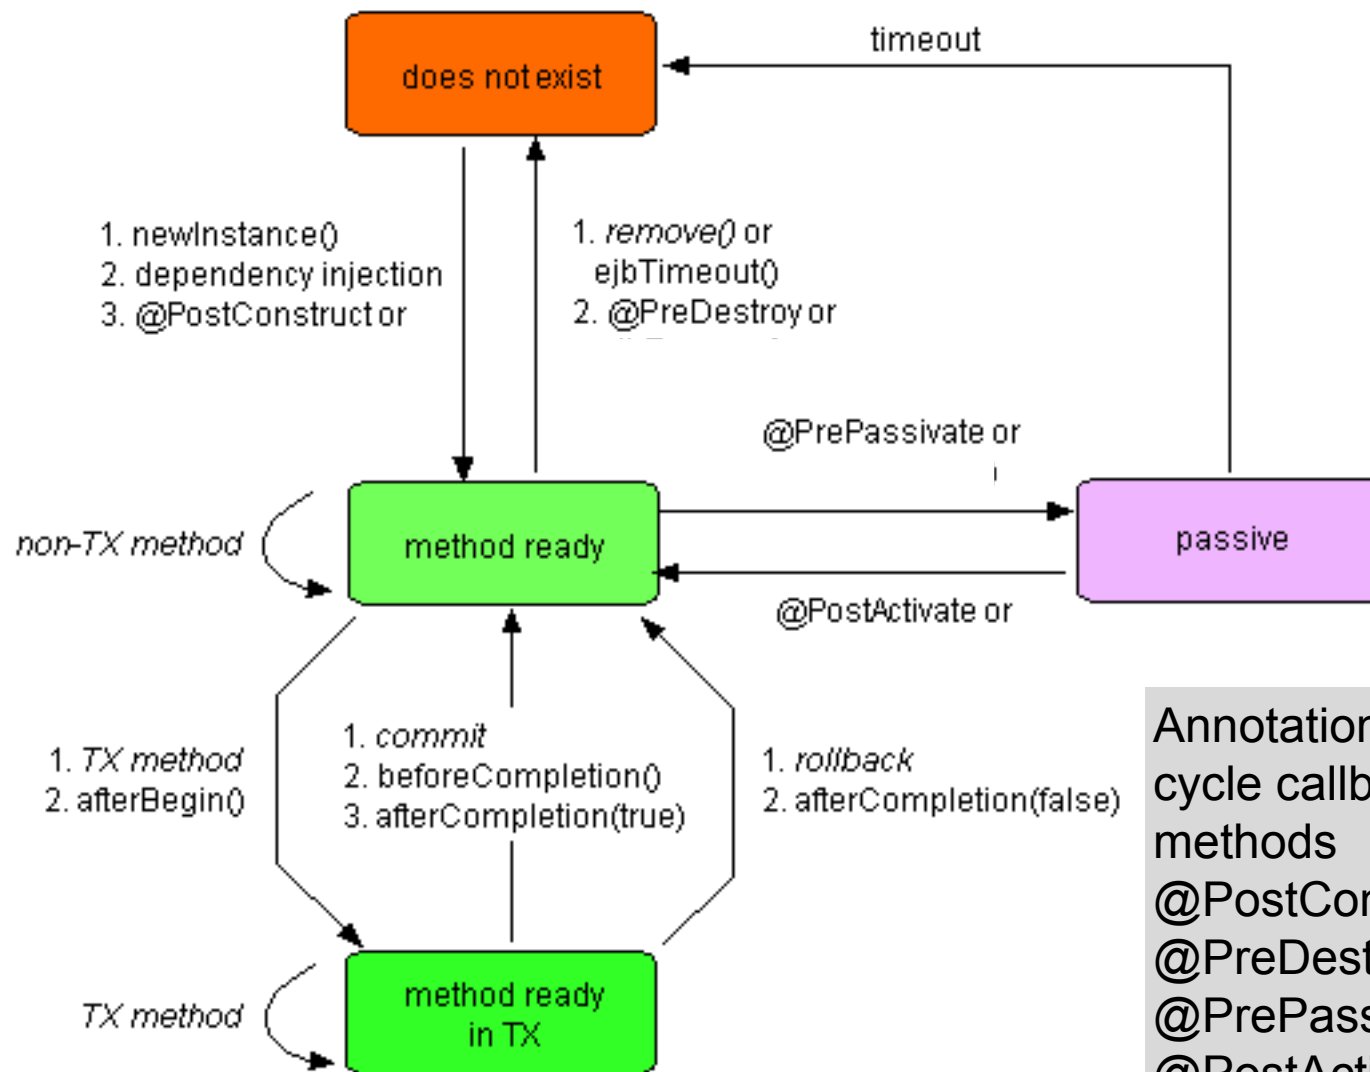 timeout
does not exist
1. newInstance()
2. dependency injection
3. @PostConstruct or
1. remove() or
ejbTimeout()
2. @PreDestroy or
@PrePassivate or
non-TX method
method ready
passive
@PostActivate or
1. TX method
2. afterBegin()
1. commit
2. beforeCompletion()
3. afterCompletion(true)
1. rollback
2. afterCompletion(false)
TX method
method ready
in TX
Annotation
cycle callb
methods
@PostCon
@PreDest
@PrePass
@PostAct